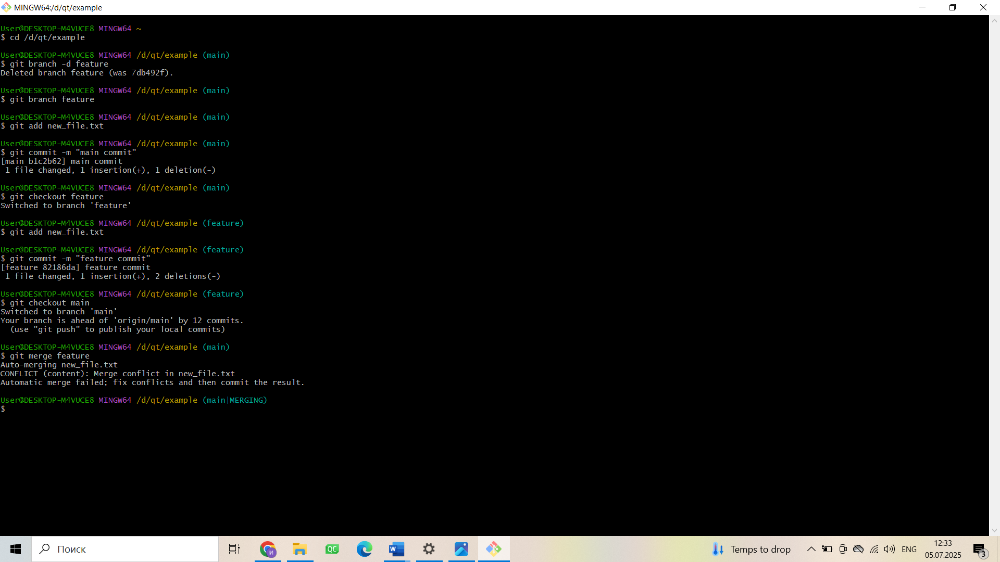 MINGW64:/d/qt/example
User@DESKTOP-M4VUCE8 MINGW64 ~
$ cd /d/qt/example
User@DESKTOP-M4VUCE8 MINGW64 /d/qt/example (main)
$ git branch -d feature
Deleted branch feature (was 7db492f).
User@DESKTOP-M4VUCE8 MINGW64 /d/qt/example (main)
$ git branch feature
User@DESKTOP-M4VUCE8 MINGW64 /d/qt/example (main)
$ git add new_file.txt
User@DESKTOP-M4VUCE8 MINGW64 /d/qt/example (main)
$ git commit -m "main commit"
[main b1c2b62] main commit
 1 file changed, 1 insertion(+), 1 deletion(-)
User@DESKTOP-M4VUCE8 MINGW64 /d/qt/example (main)
$ git checkout feature
Switched to branch 'feature'
User@DESKTOP-M4VUCE8 MINGW64 /d/qt/example (feature)
$ git add new_file.txt
User@DESKTOP-M4VUCE8 MINGW64 /d/qt/example (feature)
$ git commit -m "feature commit"
[feature 82186da] feature commit
 1 file changed, 1 insertion(+), 2 deletions(-)
User@DESKTOP-M4VUCE8 MINGW64 /d/qt/example (feature)
$ git checkout main
Switched to branch 'main'
Your branch is ahead of 'origin/main' by 12 commits.
  (use "git push" to publish your local commits)
User@DESKTOP-M4VUCE8 MINGW64 /d/qt/example (main)
$ git merge feature
Auto-merging new_file.txt
CONFLICT (content): Merge conflict in new_file.txt
Automatic merge failed; fix conflicts and then commit the result.
User@DESKTOP-M4VUCE8 MINGW64 /d/qt/example (main|MERGING)
$
Поиск
И
QC
W
Temps to drop
ENG
12:33
05.07.2025
3